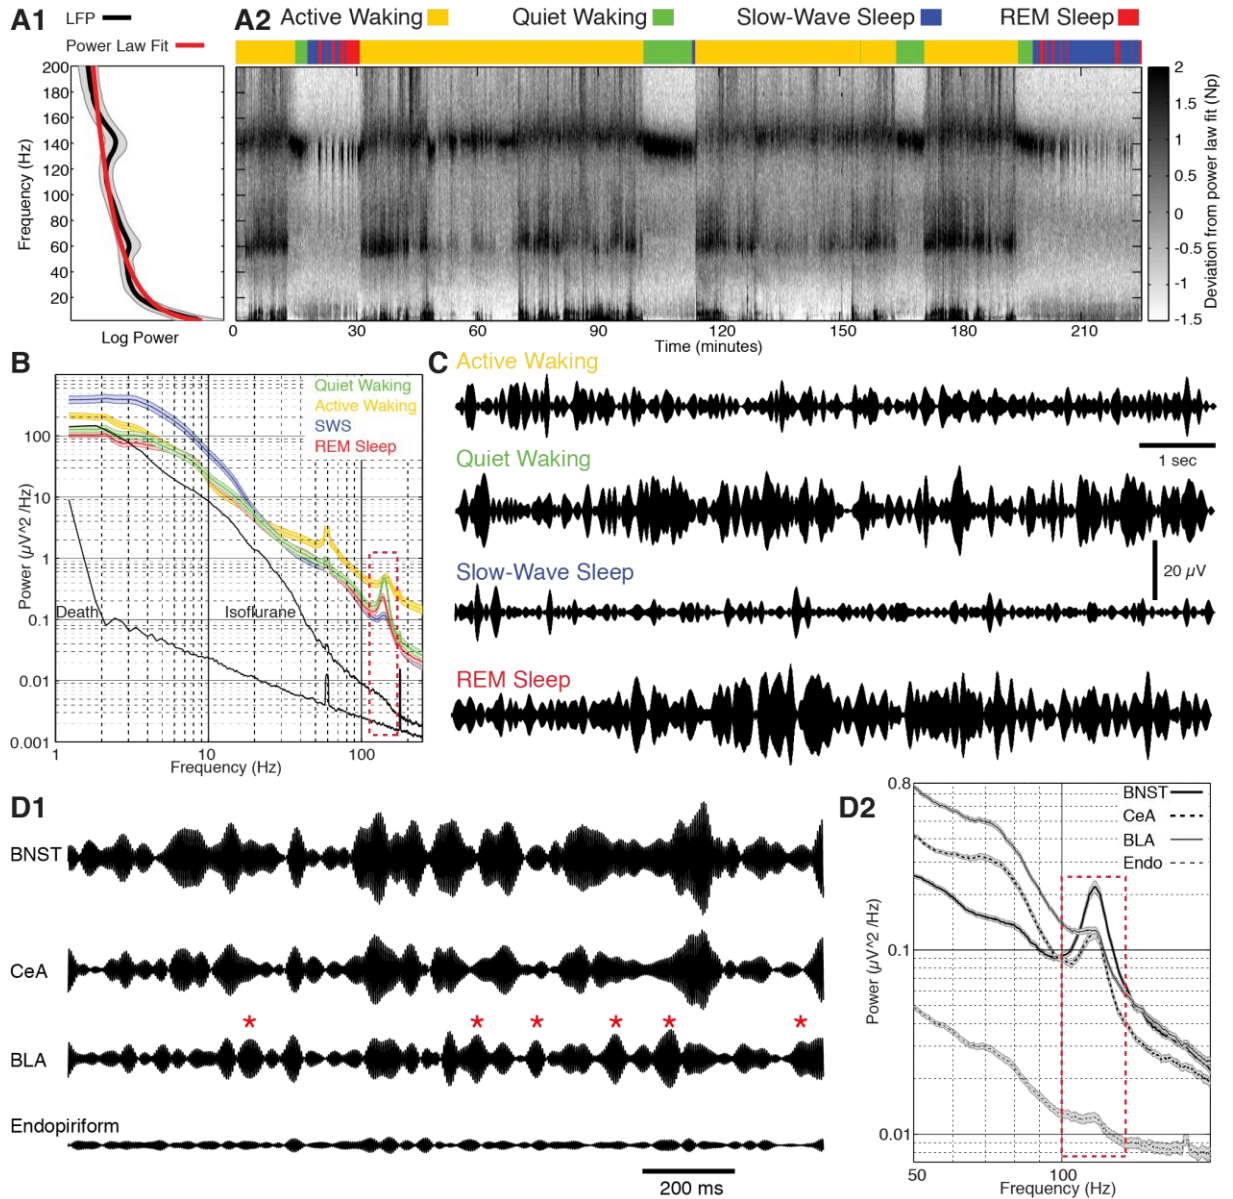 A1
LFP
Power Law Fit
200
180
160
140
120
100
80
60
40
20
Frequency (Hz)
Log Power
A2
Active Waking
Quiet Waking
Slow-Wave Sleep
REM Sleep
0
30
60
90
120
150
180
210
Time (minutes)
2
1.5
1
0.5
0
-0.5
-1
-1.5
Deviation from power law fit (Np)
B
Quiet Waking
Active Waking
SWS
REM Sleep
100
10
1
0.1
0.01
0.001
Power (µV^2 /Hz)
Death
Isoflurane
1
10
100
Frequency (Hz)
C
Active Waking
1 sec
Quiet Waking
20 µV
Slow-Wave Sleep
REM Sleep
D1
BNST
CeA
* * * * * *
BLA
Endopiriform
200 ms
D2
0.8
0.1
0.01
Power (µV^2 /Hz)
BNST
CeA
BLA
Endo
50
100
Frequency (Hz)